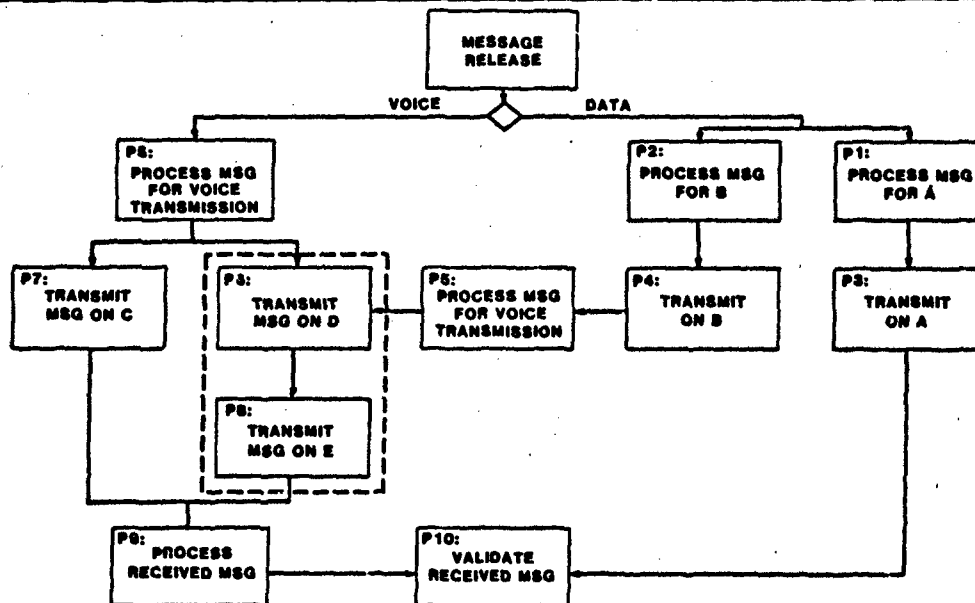 MESSAGE
RELEASE
VOICE
DATA
P5:
PROCESS MSG
FOR VOICE
TRANSMISSION
P2:
PROCESS MSG
FOR B
P1:
PROCESS MSG
FOR A
P7:
TRANSMIT
MSG ON C
P3:
TRANSMIT
MSG ON D
P5:
PROCESS MSG
FOR VOICE
TRANSMISSION
P4:
TRANSMIT
ON B
P3:
TRANSMIT
ON A
P8:
TRANSMIT
MSG ON E
P9:
PROCESS
RECEIVED MSG
P10:
VALIDATE
RECEIVED MSG